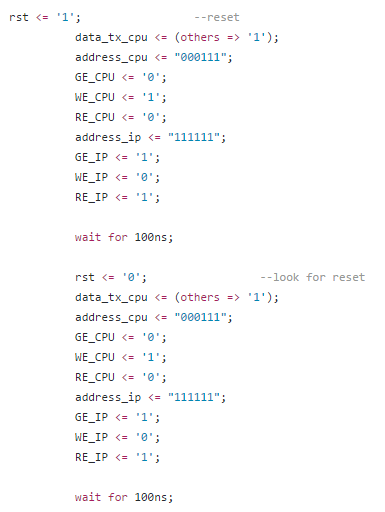 rst <= '1'; --reset
data_tx_cpu <= (others => '1');
address_cpu <= "000111";
GE_CPU <= '0';
WE_CPU <= '1';
RE_CPU <= '0';
address_ip <= "111111";
GE_IP <= '1';
WE_IP <= '0';
RE_IP <= '1';
wait for 100ns;
rst <= '0'; --look for reset
data_tx_cpu <= (others => '1');
address_cpu <= "000111";
GE_CPU <= '0';
WE_CPU <= '1';
RE_CPU <= '0';
address_ip <= "111111";
GE_IP <= '1';
WE_IP <= '0';
RE_IP <= '1';
wait for 100ns;